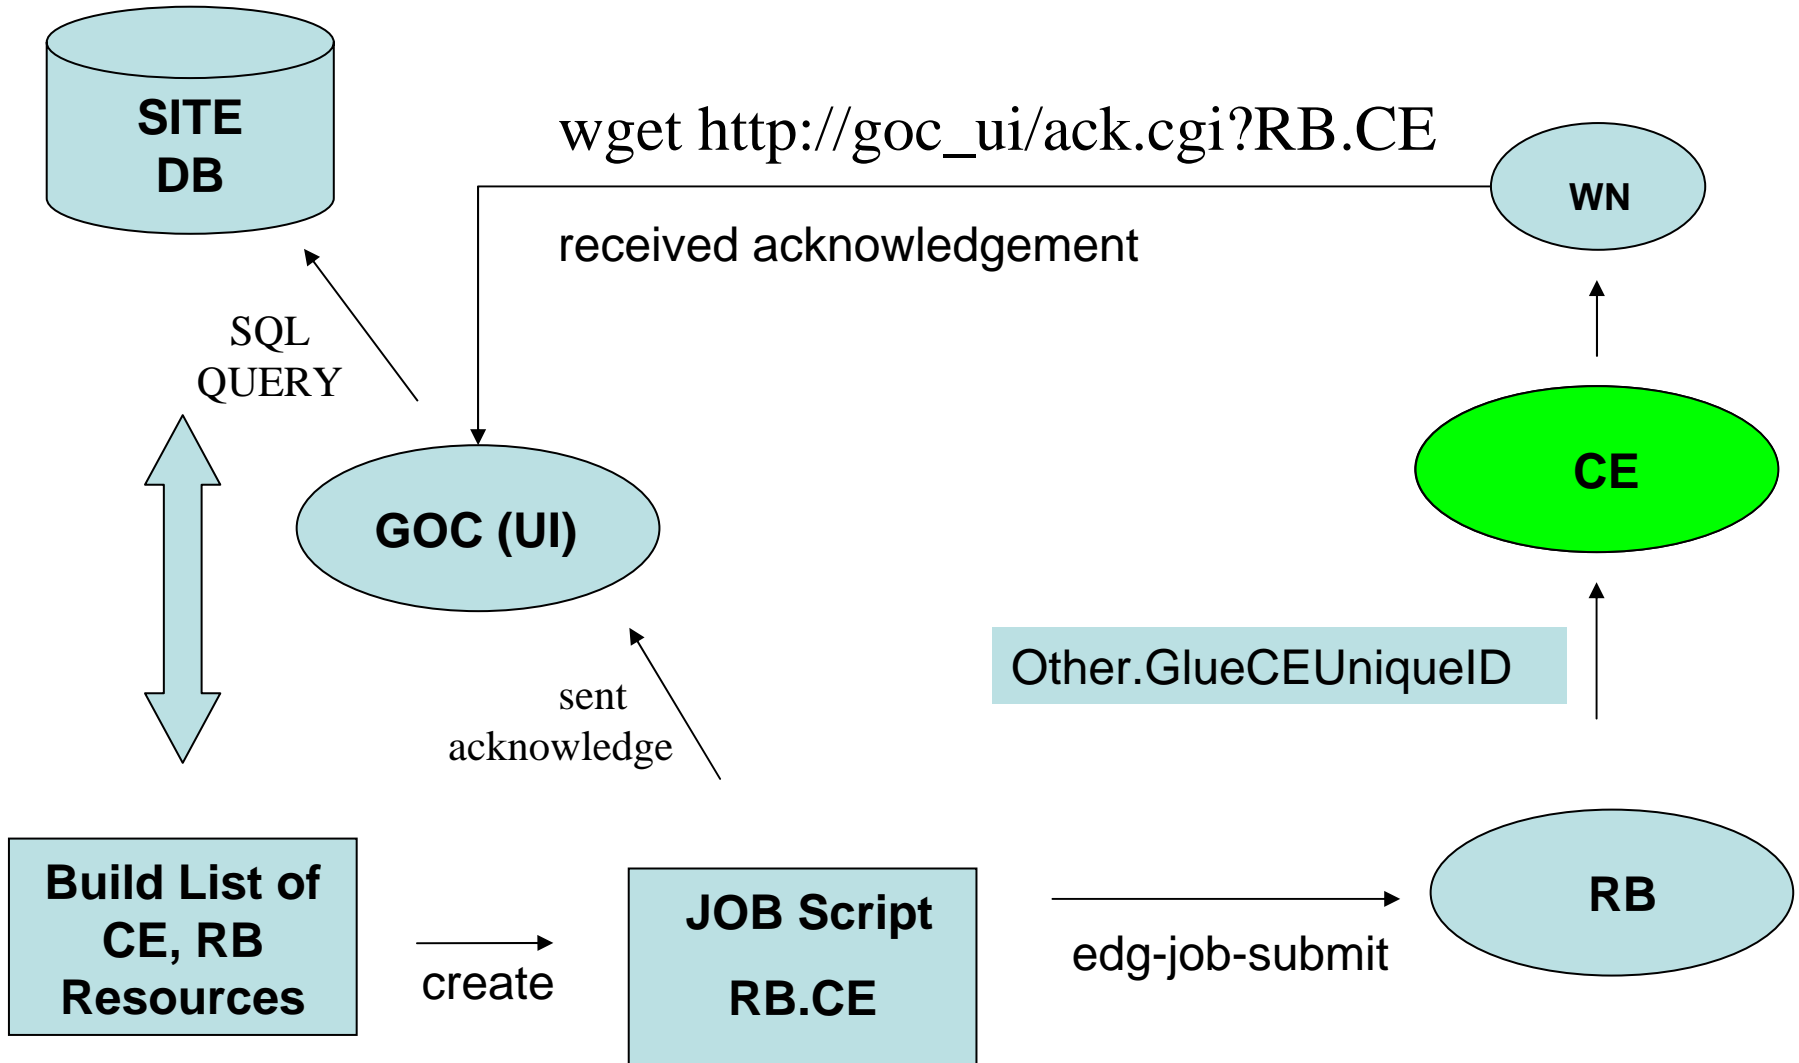 SITE
DB
wget http://goc_ui/ack.cgi?RB.CE
WN
received acknowledgement
SQL
QUERY
CE
GOC (UI)
Other.GlueCEUniqueID
sent
acknowledge
Build List of
CE, RB
Resources
create
JOB Script
RB.CE
edg-job-submit
RB